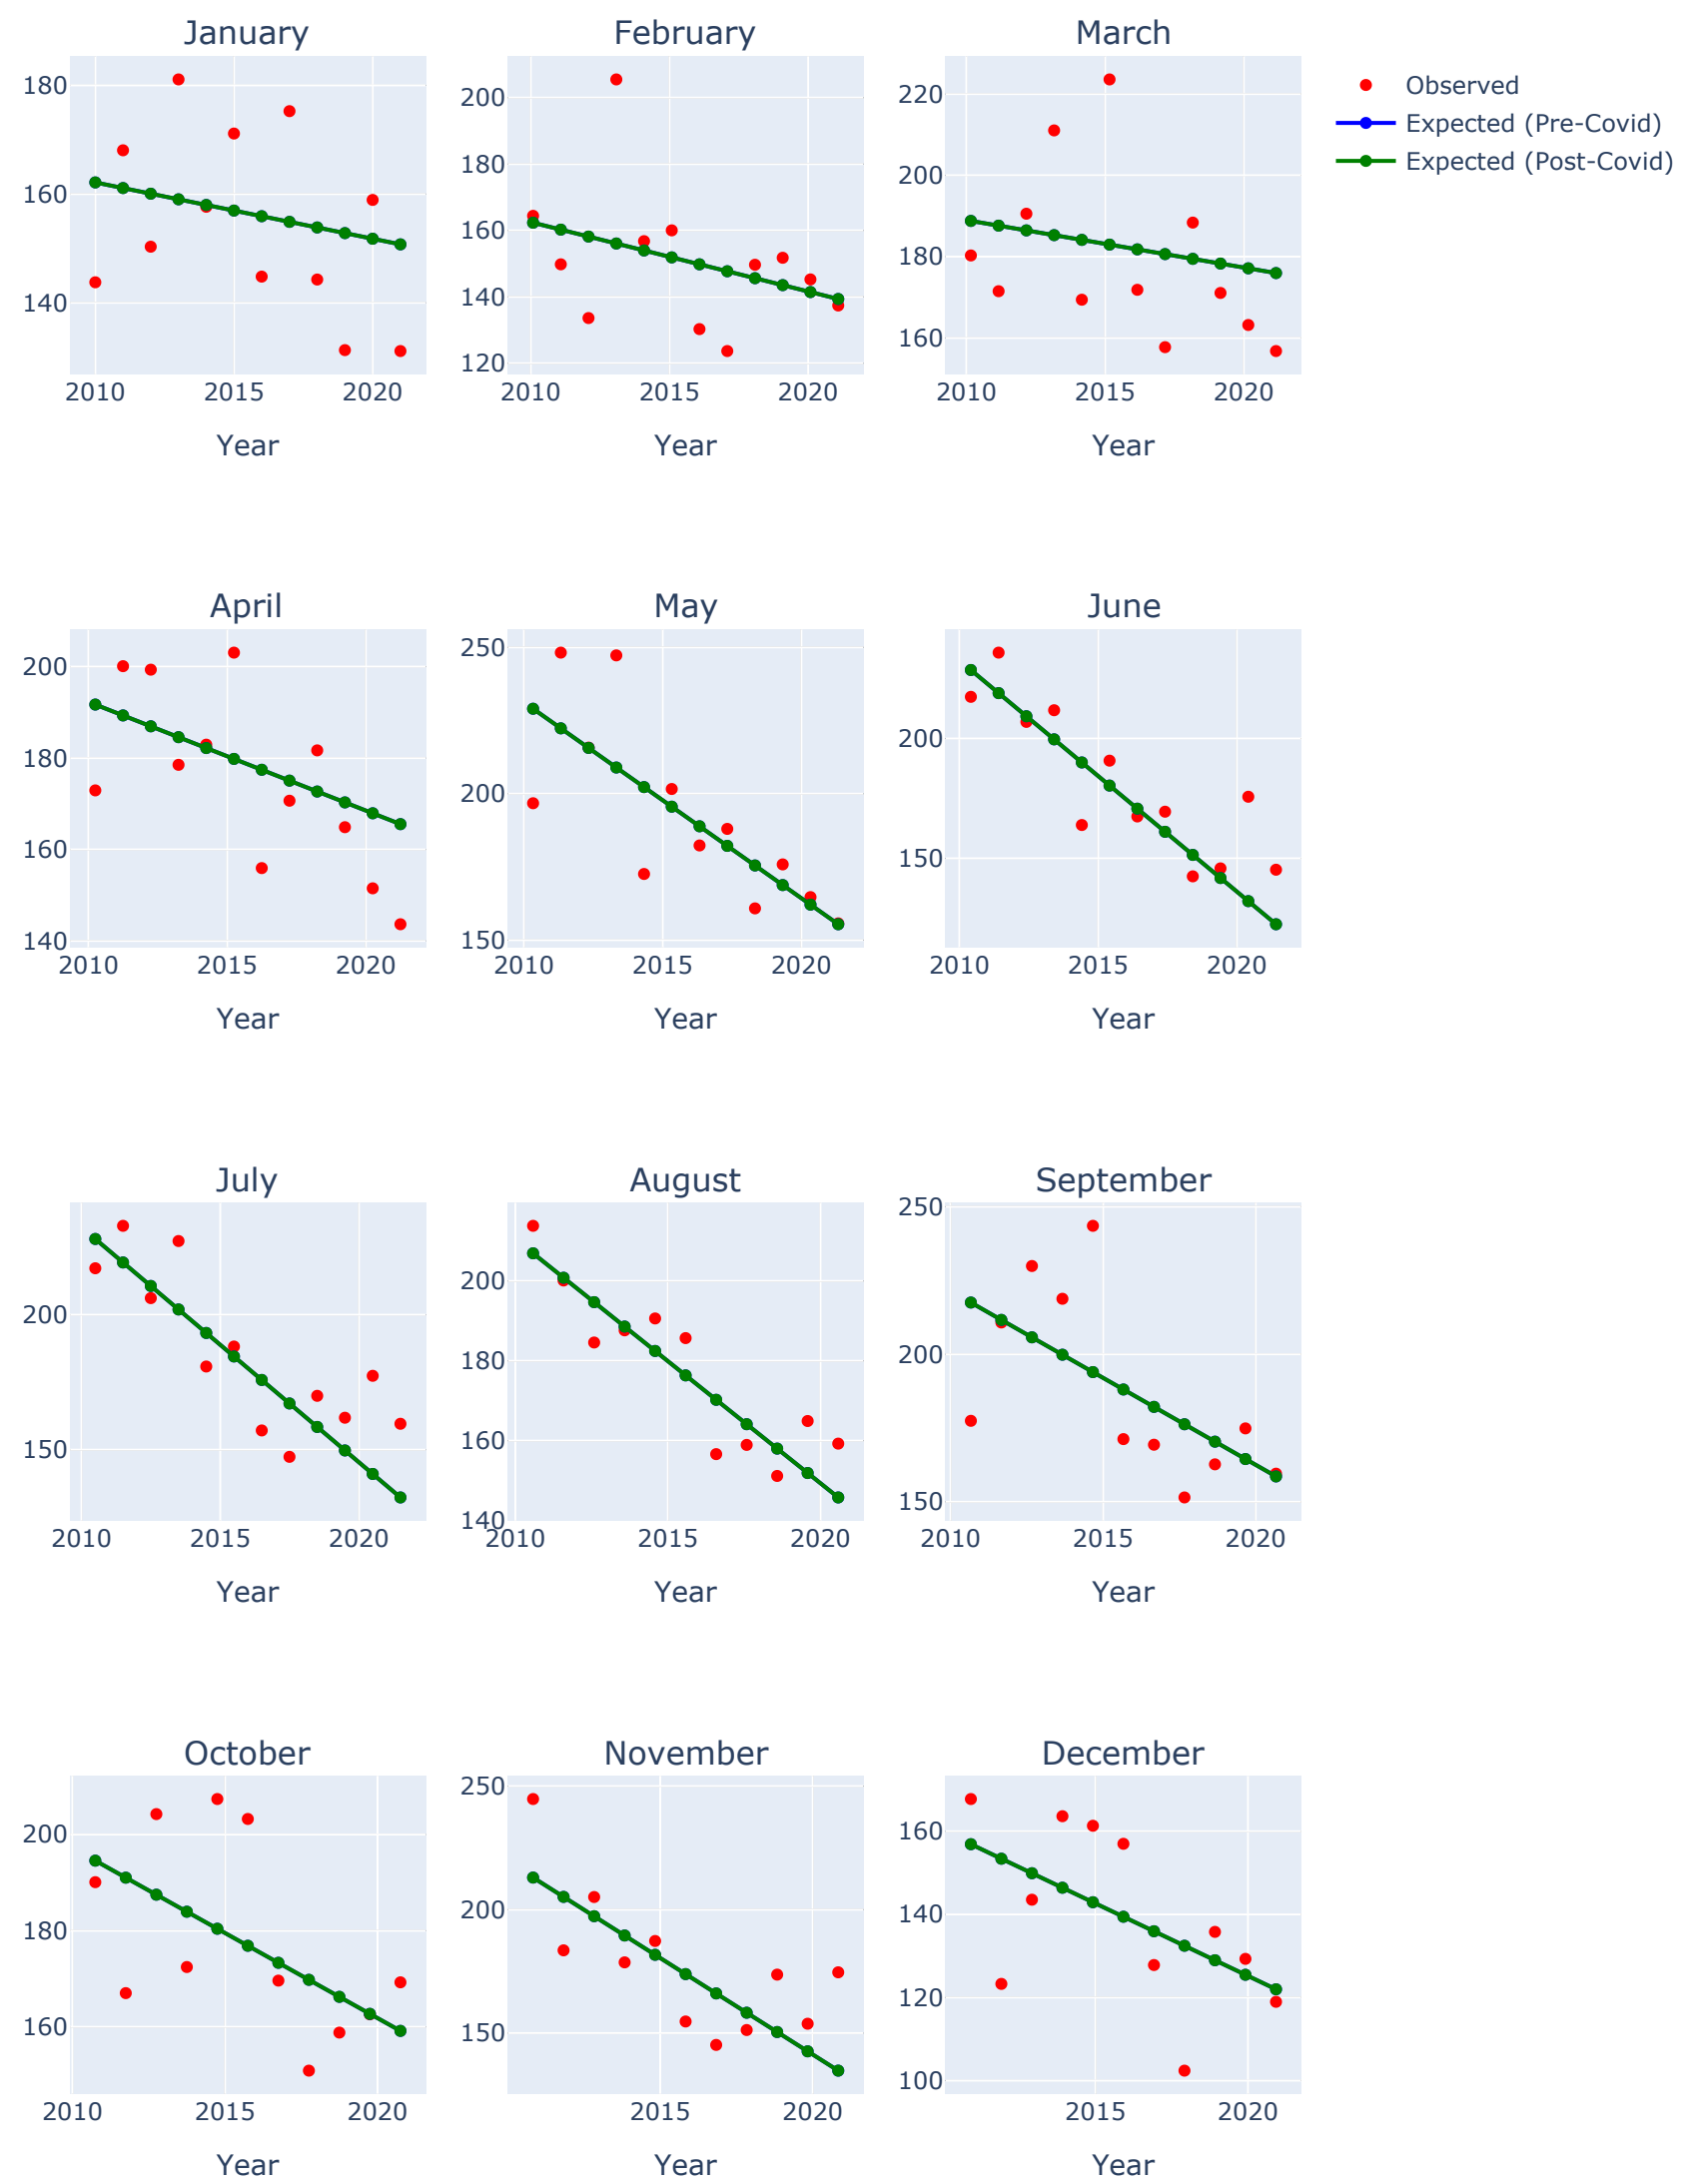 January
February
March
180
160
140
2010 2015 2020
Year
200
180
160
140
120
2010 2015 2020
Year
220
200
180
160
2010 2015 2020
Year
Observed
Expected (Pre-Covid)
Expected (Post-Covid)
April
May
June
200
180
160
140
2010 2015 2020
Year
250
200
150
2010 2015 2020
Year
200
150
2010 2015 2020
Year
July
August
September
200
150
2010 2015 2020
Year
200
180
160
140
2010 2015 2020
Year
250
200
150
2010 2015 2020
Year
October
November
December
200
180
160
2010 2015 2020
Year
250
200
150
2015 2020
Year
160
140
120
100
2015 2020
Year